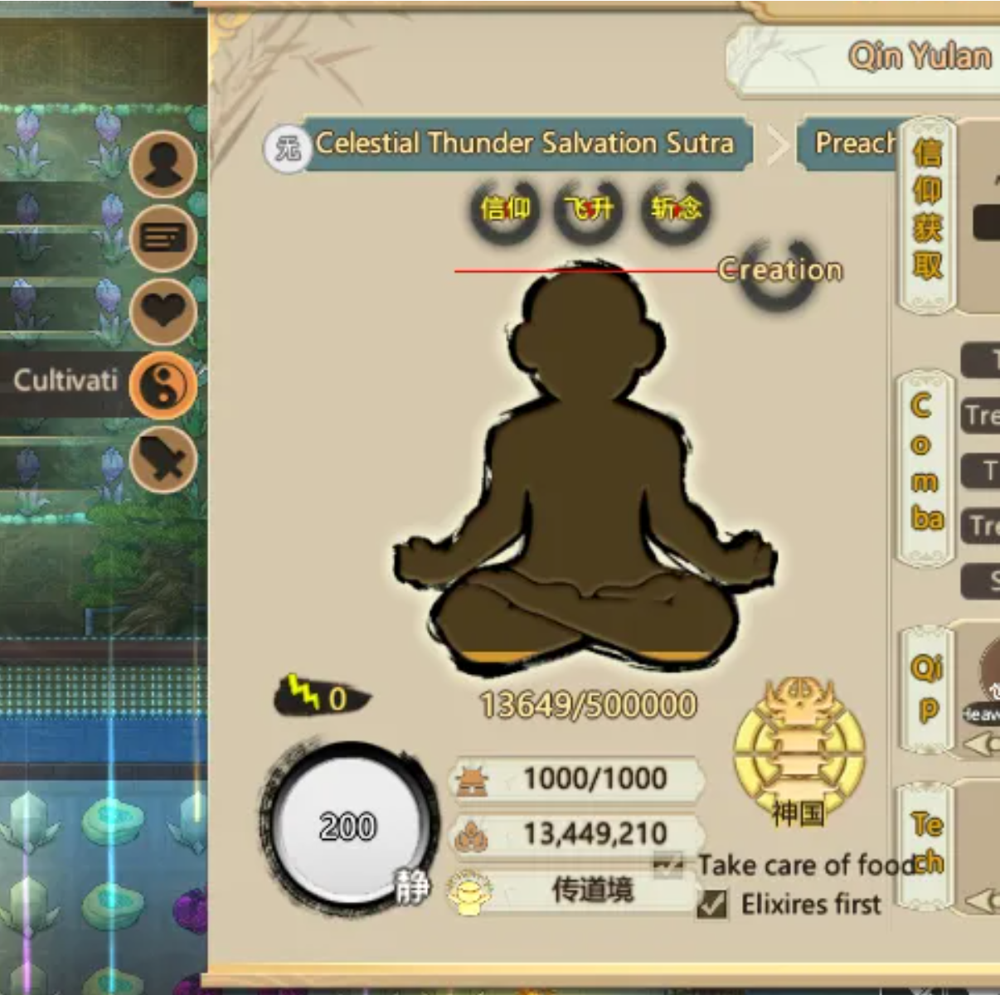 Qin Yulan
无
Celestial Thunder Salvation Sutra
Preach
信仰
飞升
斩念
Creation
信仰获取
Cultivati
Comba
Tre
Tre
Qip
13649/500000
0
200
静
1000/1000
13,449,210
传道境
神国
Tech
Take care of food
Elixires first